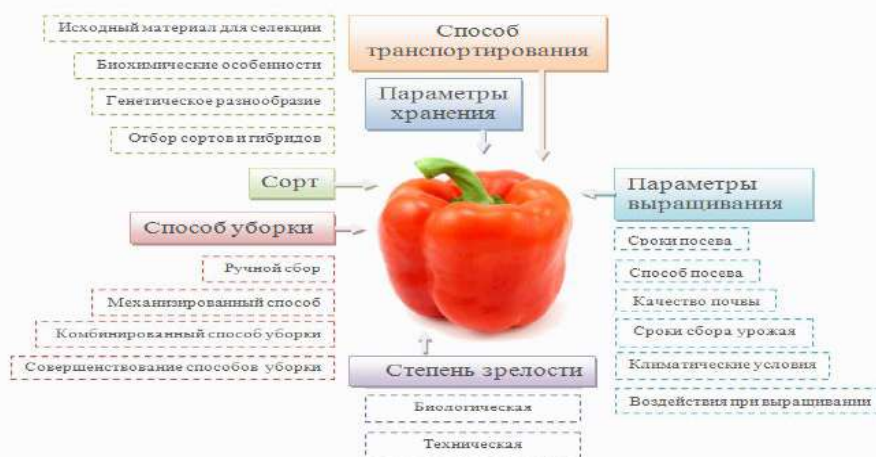 Исходный материал для селекции
Биохимические особенности
Генетическое разнообразие
Отбор сортов и гибридов
Сорт
Способ
транспортирования
Параметры
хранения
Способ уборки
Ручной сбор
Механизированный способ
Комбинированный способ уборки
Совершенствование способов уборки
Параметры
выращивания
Сроки посева
Способ посева
Качество почвы
Сроки сбора урожая
Климатические условия
Воздействия при выращивании
Степень зрелости
Биологическая
Техническая